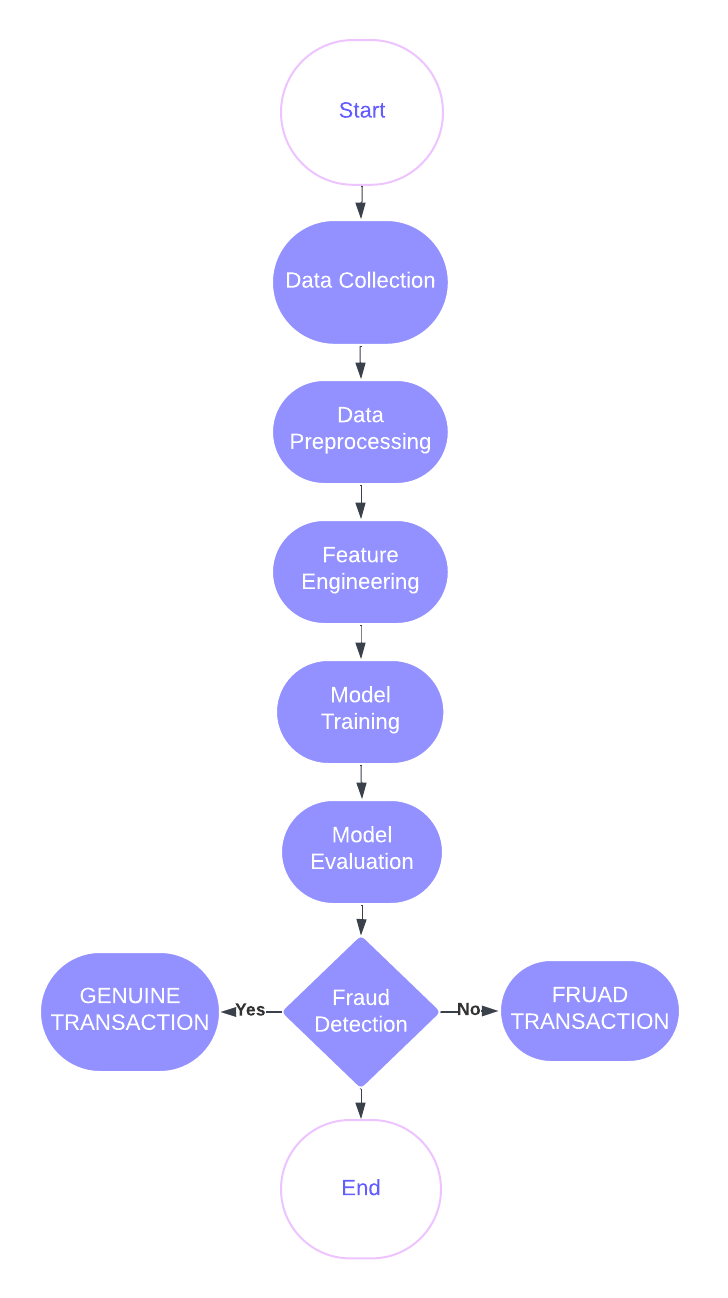 Start
Data Collection
Data
Preprocessing
Feature
Engineering
Model
Training
Model
Evaluation
Fraud
Detection
Yes
GENUINE
TRANSACTION
No
FRUAD
TRANSACTION
End